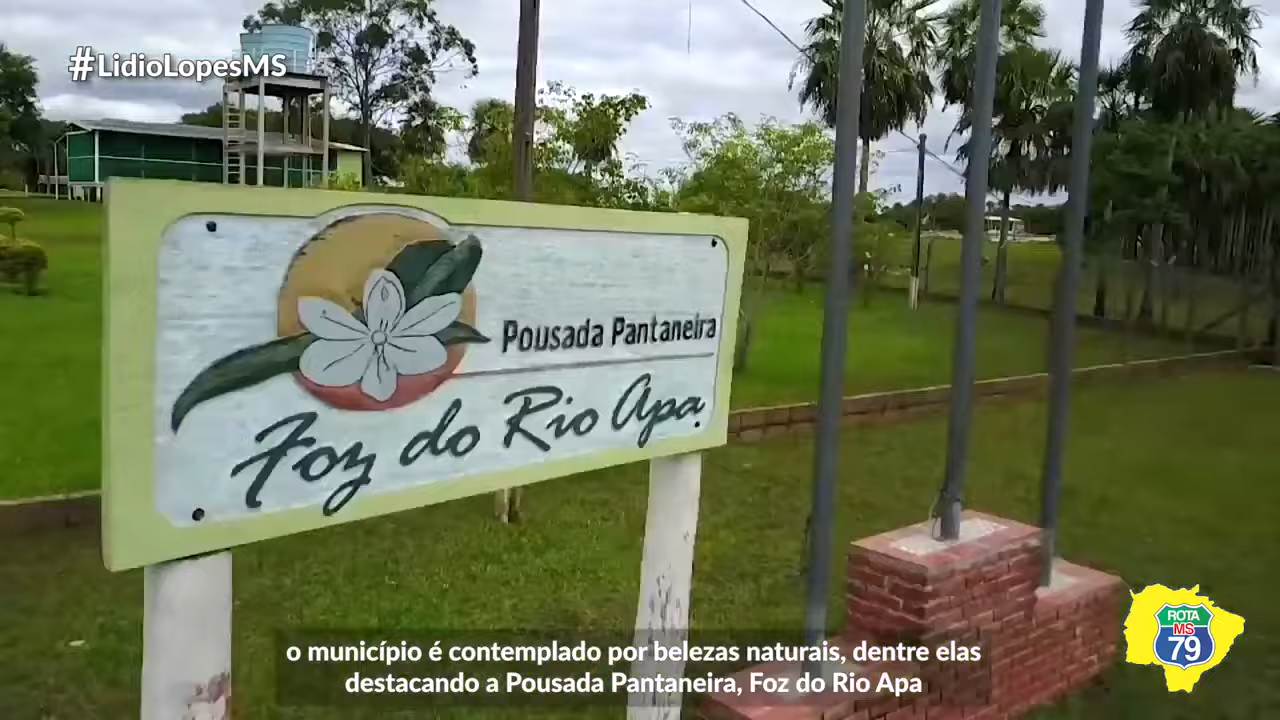 #LidioLopesMS
Pousada Pantaneira
Foz do Rio Apa
o município é contemplado por belezas naturais, dentre elas
destacando a Pousada Pantaneira, Foz do Rio Apa
ROTA
MS
79